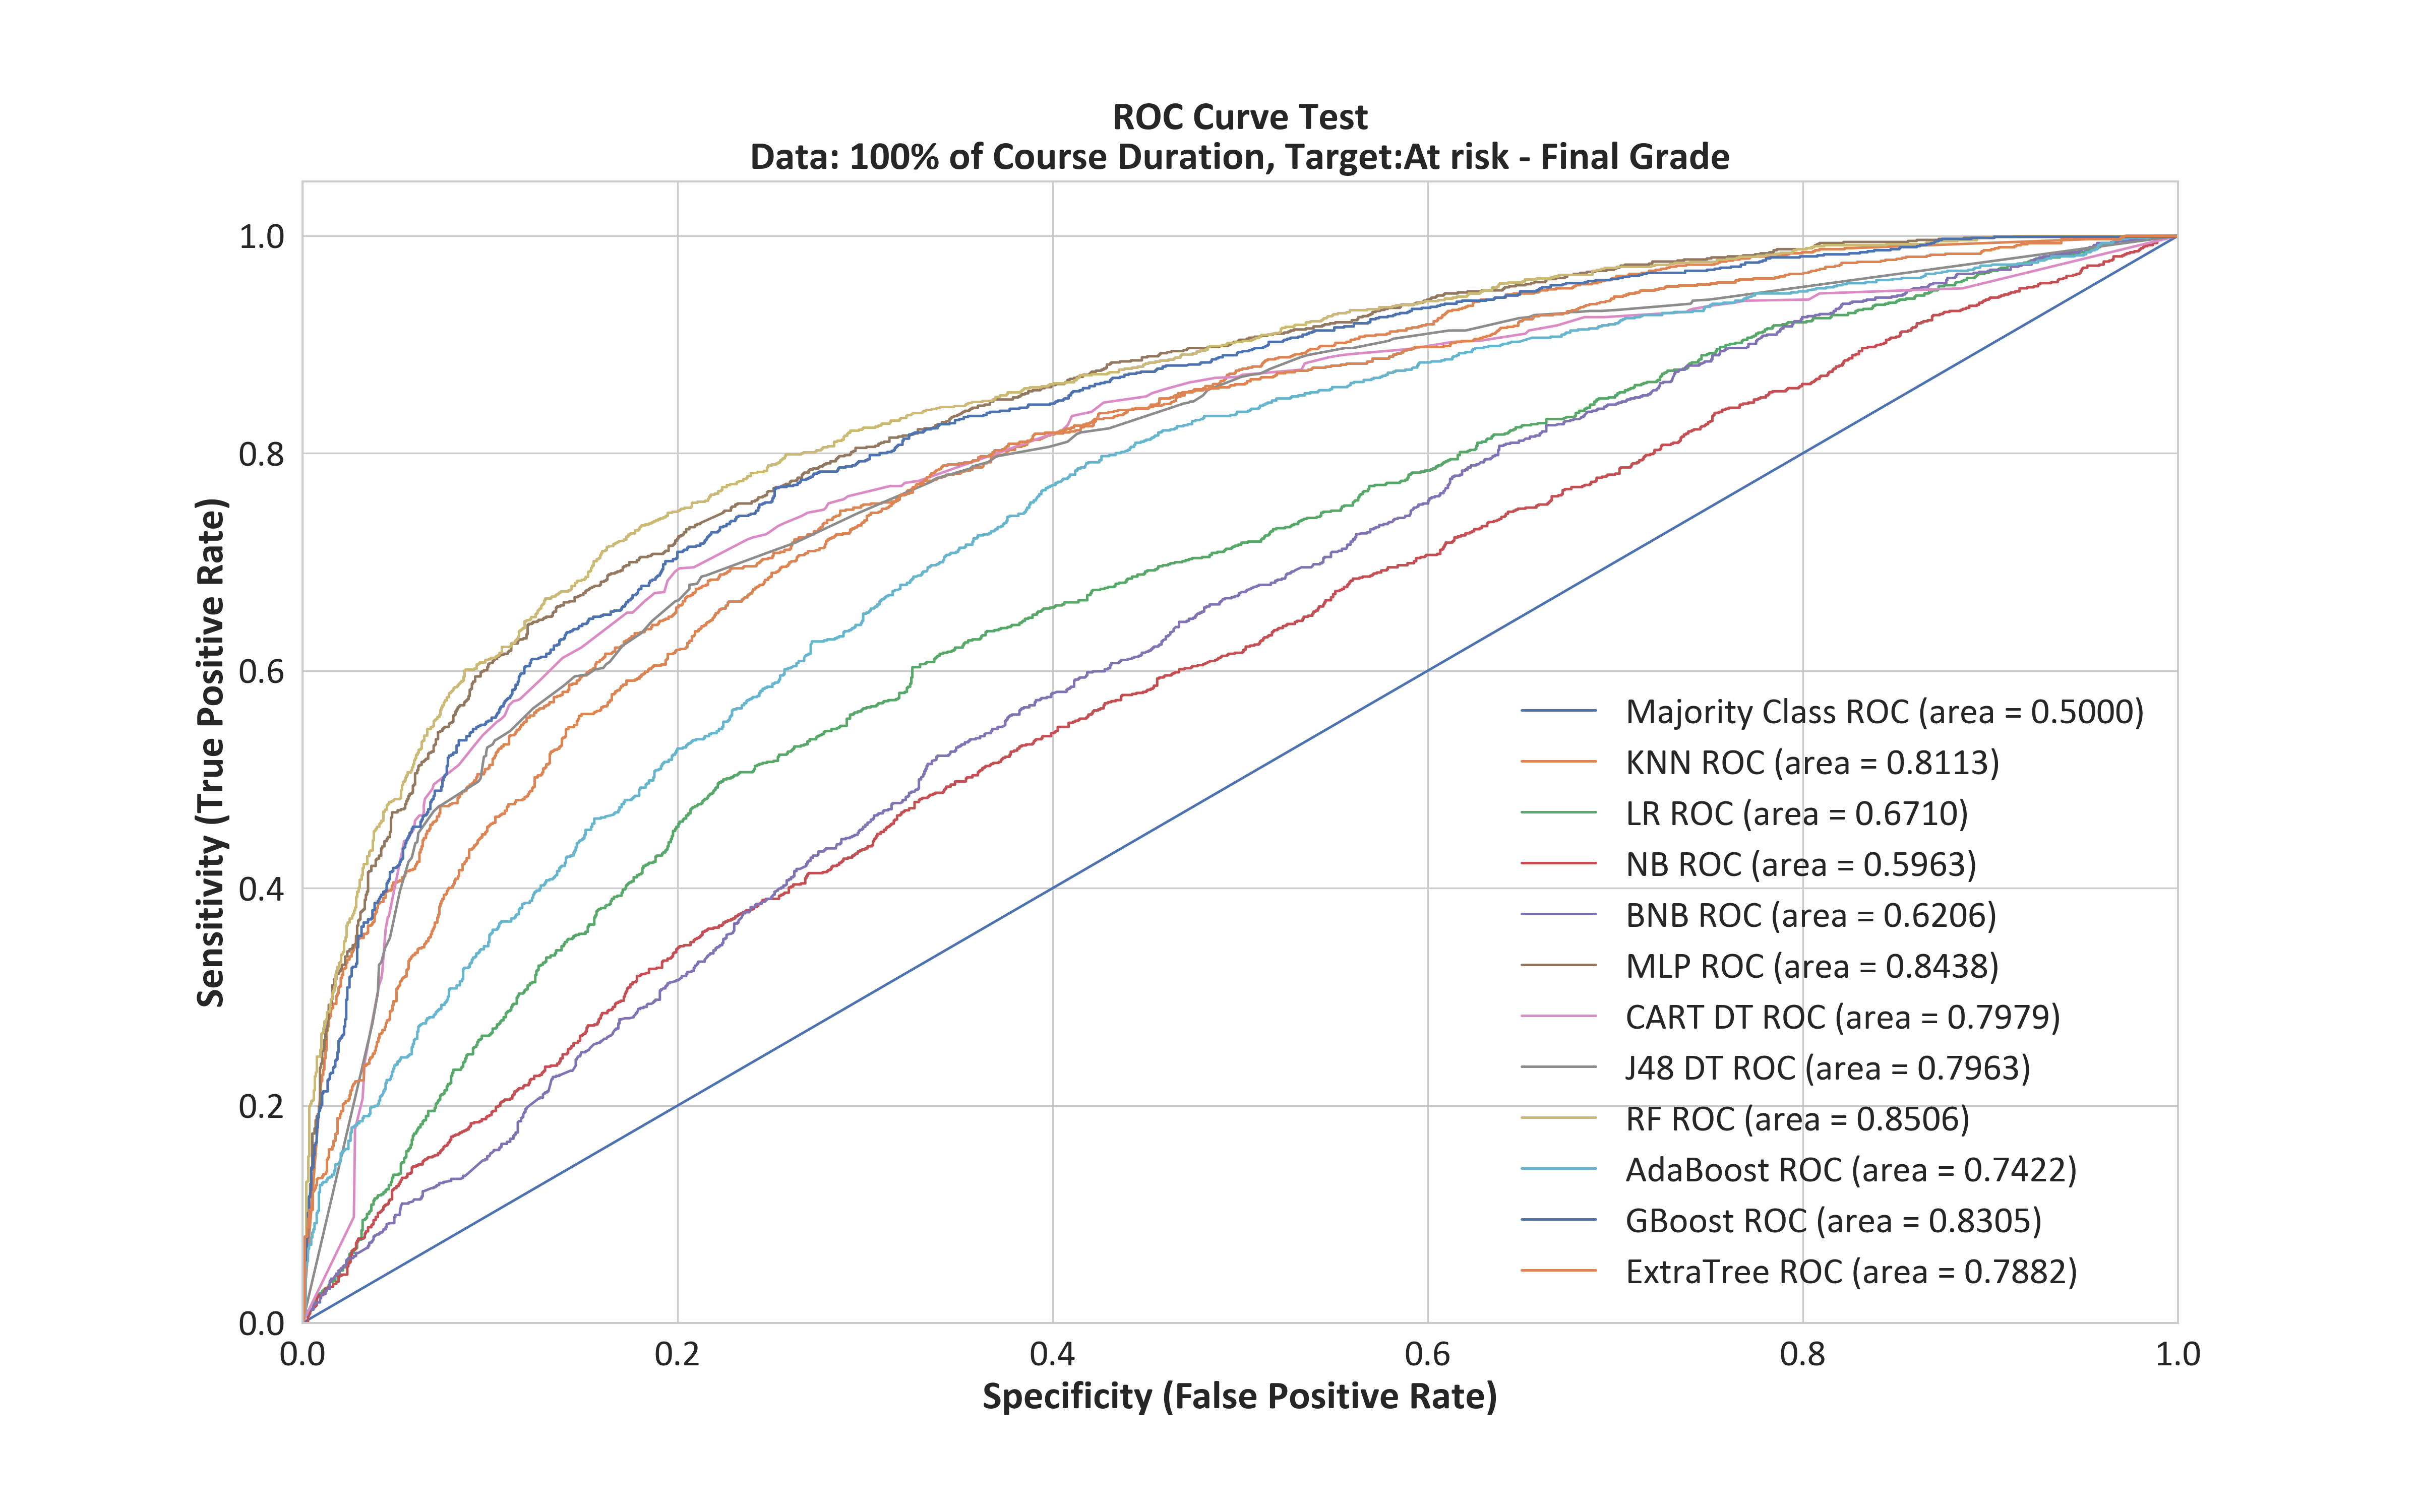 ROC Curve Test
Data: 100% of Course Duration, Target:At risk - Final Grade
Sensitivity (True Positive Rate)
1.0
0.8
0.6
0.4
0.2
0.0
Majority Class ROC (area = 0.5000)
KNN ROC (area = 0.8113)
LR ROC (area = 0.6710)
NB ROC (area = 0.5963)
BNB ROC (area = 0.6206)
MLP ROC (area = 0.8438)
CART DT ROC (area = 0.7979)
J48 DT ROC (area = 0.7963)
RF ROC (area = 0.8506)
AdaBoost ROC (area = 0.7422)
GBoost ROC (area = 0.8305)
ExtraTree ROC (area = 0.7882)
0.0 0.2 0.4 0.6 0.8 1.0
Specificity (False Positive Rate)